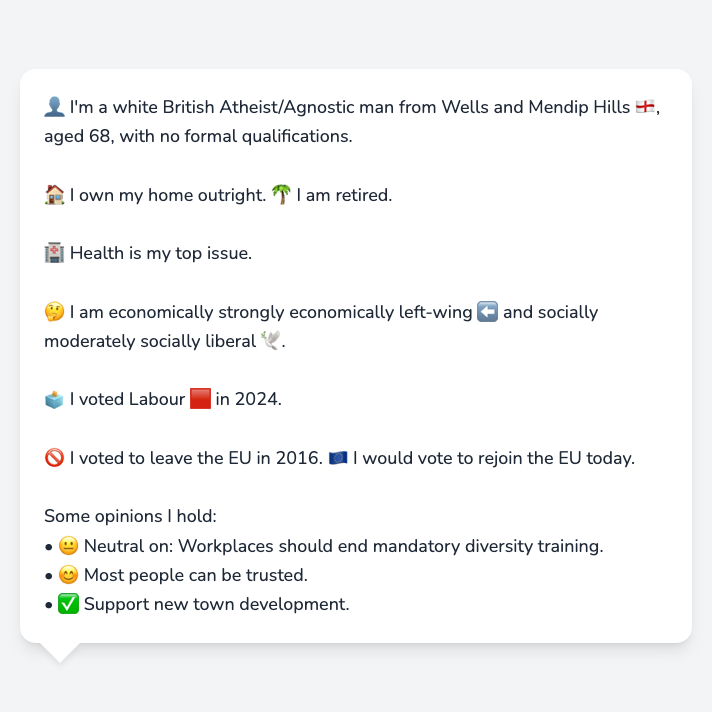 👤 I'm a white British Atheist/Agnostic man from Wells and Mendip Hills 🏴󠁧󠁢󠁥󠁮󠁧󠁿,
aged 68, with no formal qualifications.
🏠 I own my home outright. 🌴 I am retired.
🏥 Health is my top issue.
🤔 I am economically strongly economically left-wing ⬅️ and socially
moderately socially liberal 🕊️.
🗳️ I voted Labour 🟥 in 2024.
🚫 I voted to leave the EU in 2016. 🇪🇺 I would vote to rejoin the EU today.
Some opinions I hold:
• 😐 Neutral on: Workplaces should end mandatory diversity training.
• 😊 Most people can be trusted.
• ✅ Support new town development.